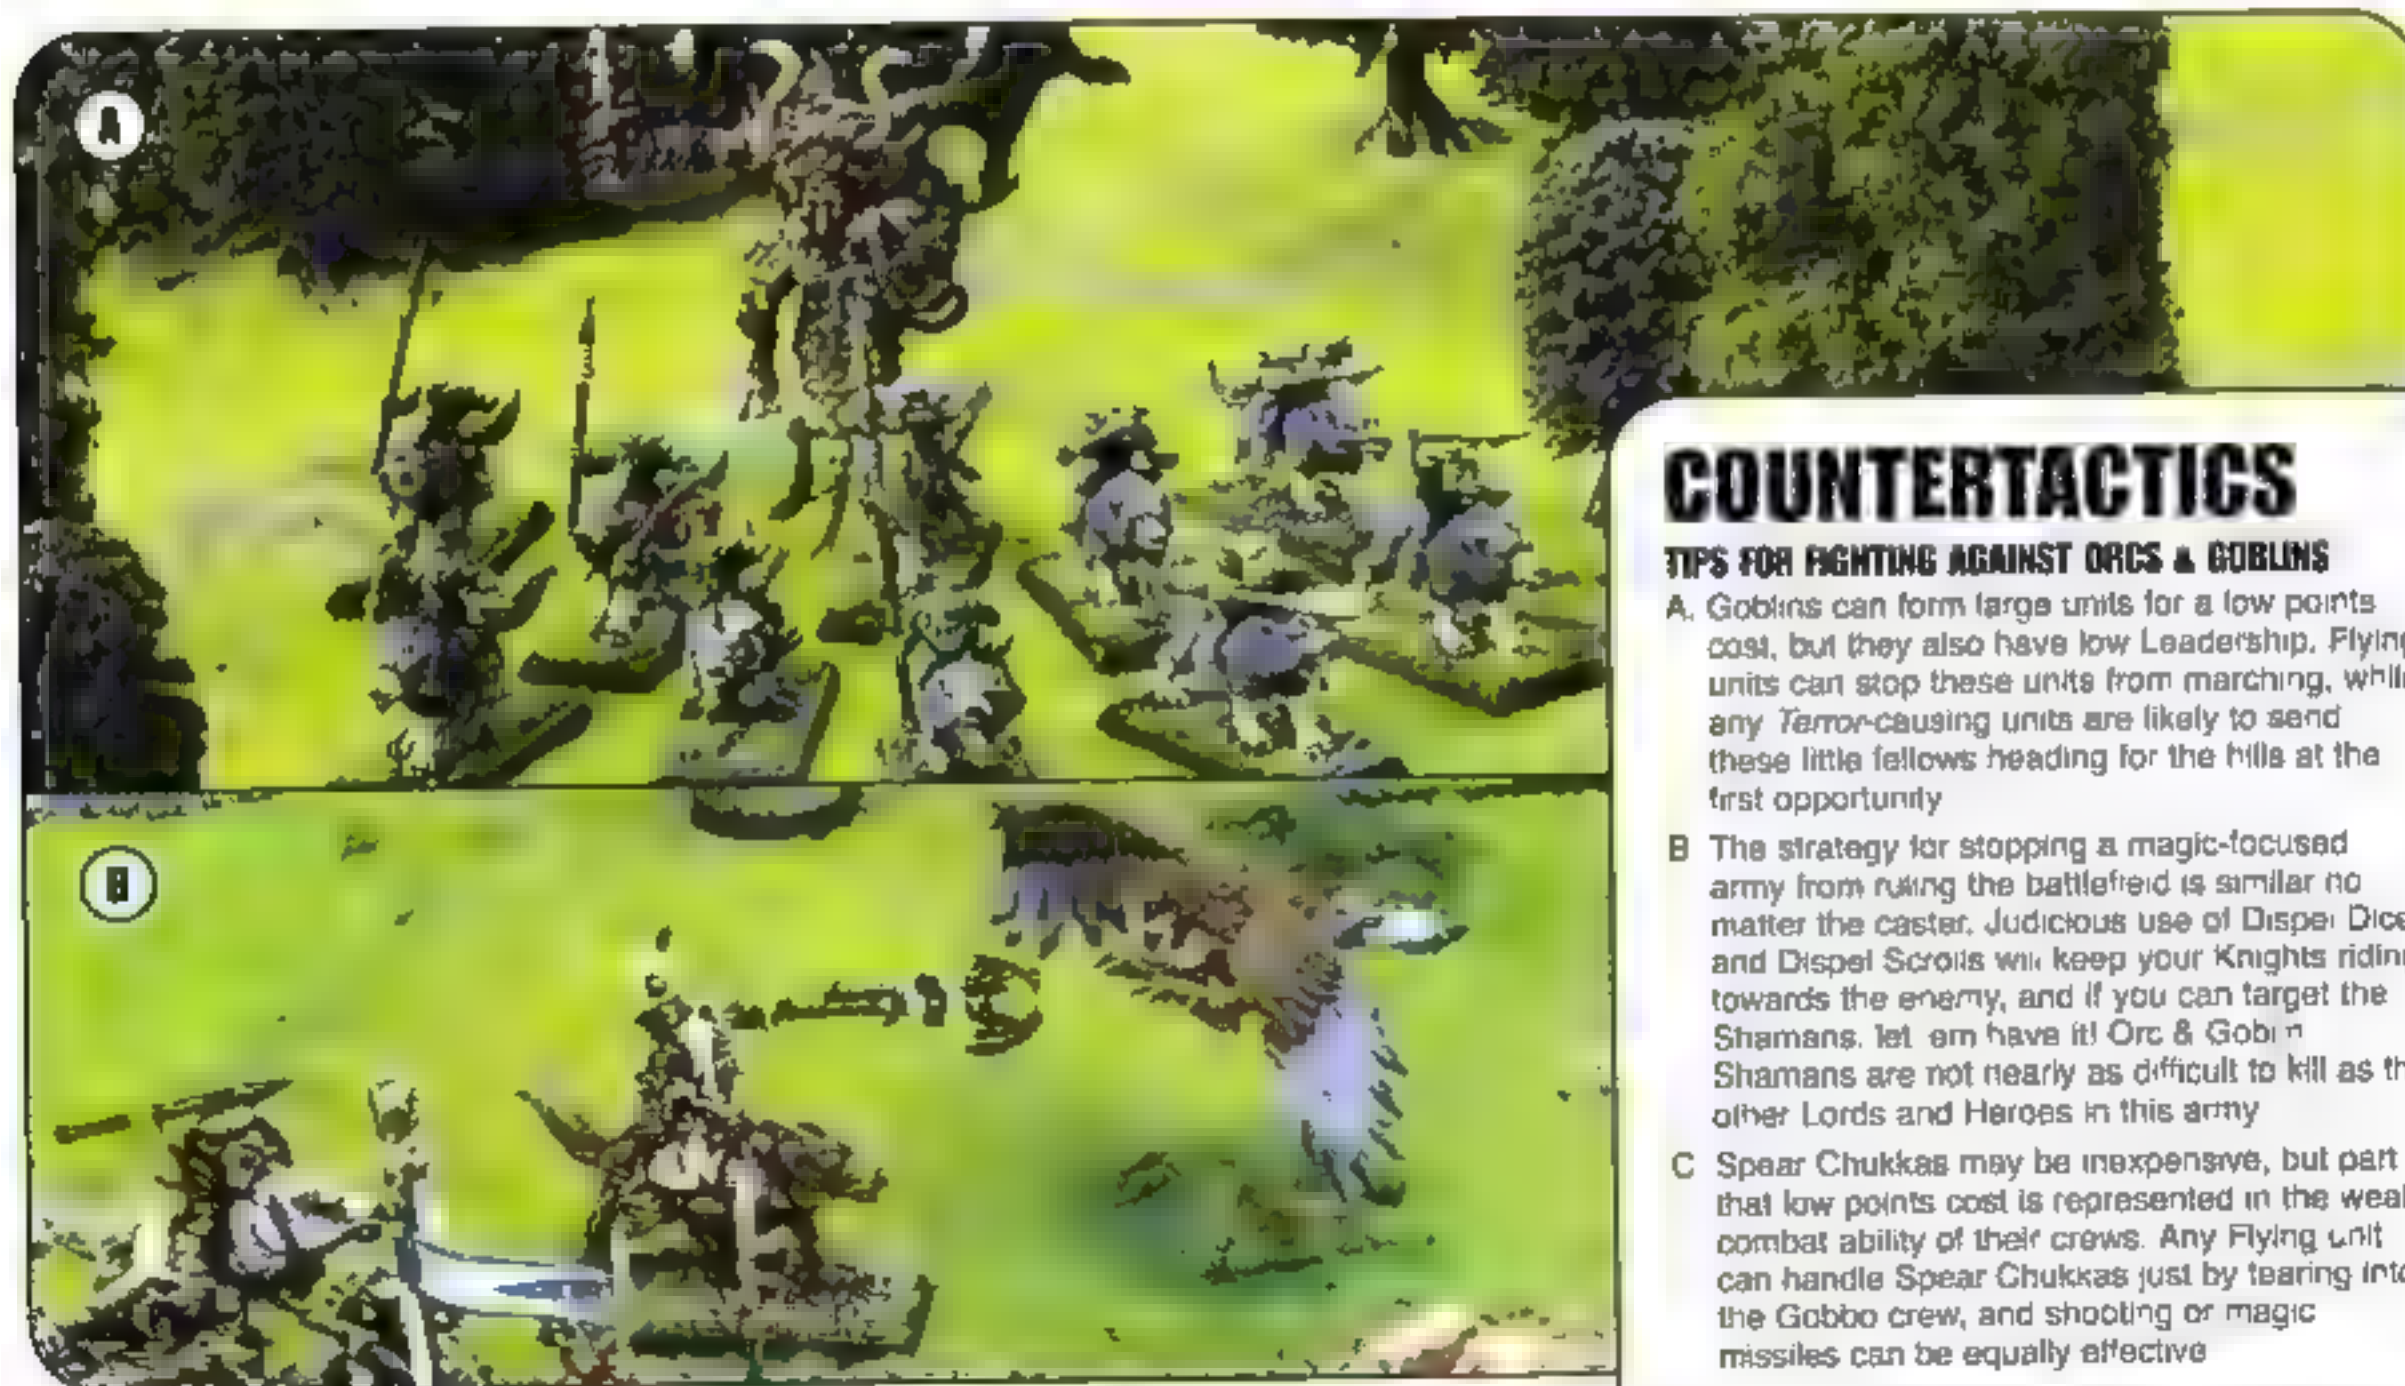 A
B
COUNTERTACTICS
TIPS FOR FIGHTING AGAINST ORCS & GOBLINS
A. Goblins can form large units for a low points
cost, but they also have low Leadership. Flying
units can stop these units from marching, while
any Terror-causing units are likely to send
these little fellows heading for the hills at the
first opportunity
B The strategy for stopping a magic-focused
army from ruling the battlefield is similar no
matter the caster. Judicious use of Dispel Dice
and Dispel Scrolls will keep your Knights riding
towards the enemy, and if you can target the
Shamans, let em have it! Orc & Goblin
Shamans are not nearly as difficult to kill as
other Lords and Heroes in this army
C Spear Chukkas may be inexpensive, but part
that low points cost is represented in the
combat ability of their crews. Any Flying unit
can handle Spear Chukkas just by tearing into
the Gobbo crew, and shooting or magic
missiles can be equally effective